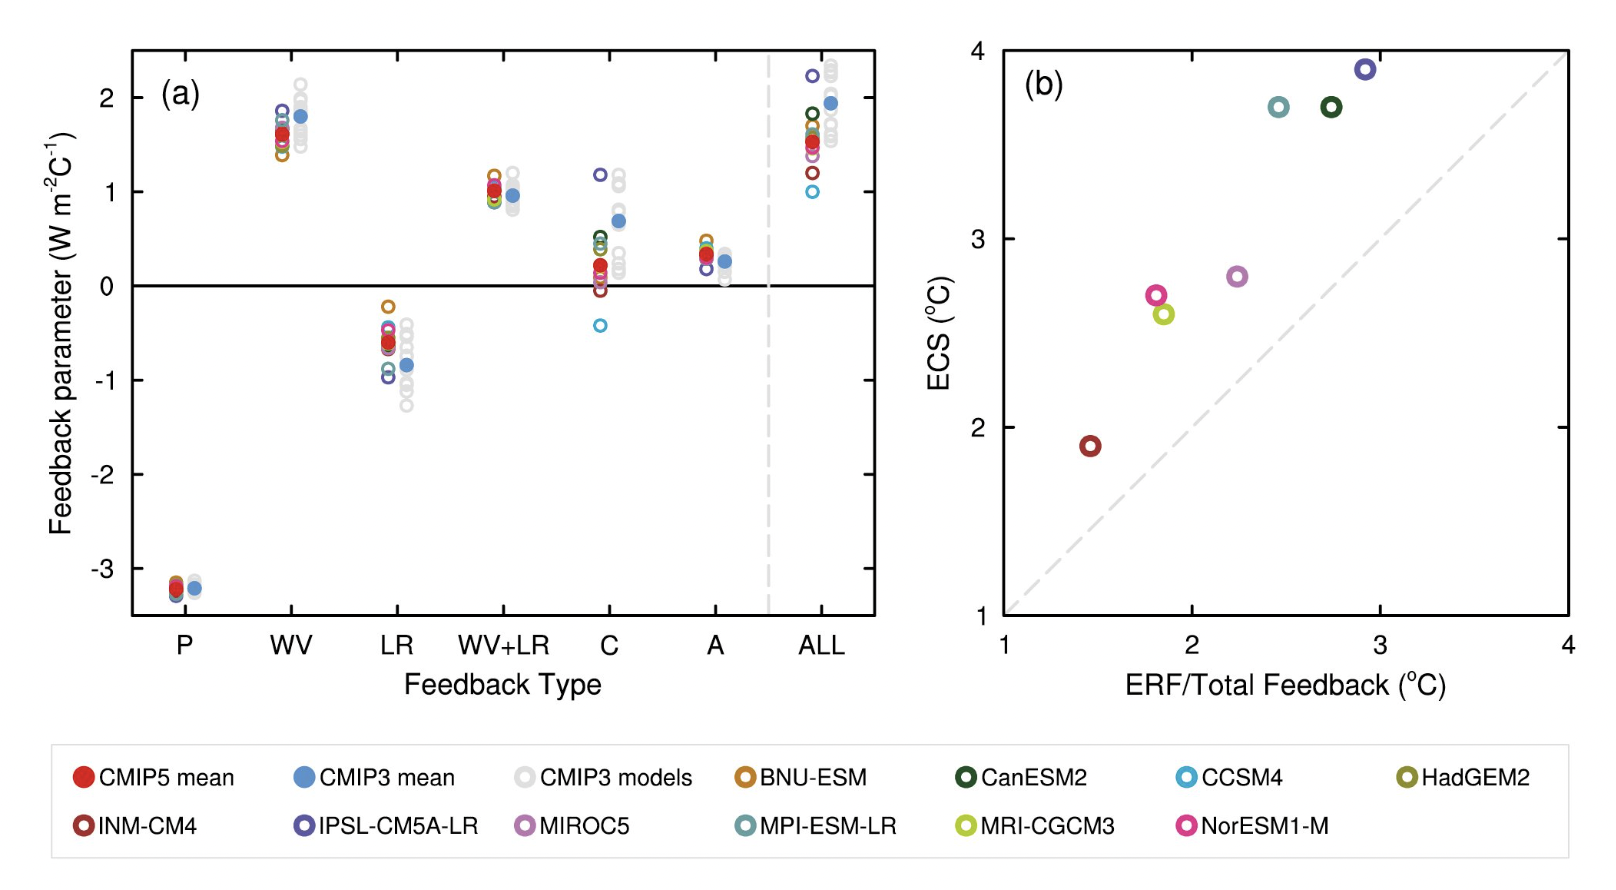 (a)
Feedback parameter (W m⁻²C⁻¹)
2
1
0
-1
-2
-3
P WV LR WV+LR C A ALL
Feedback Type
(b)
ECS (°C)
4
3
2
1
1 2 3 4
ERF/Total Feedback (°C)
CMIP5 mean CMIP3 mean CMIP3 models BNU-ESM CanESM2 CCSM4 HadGEM2
INM-CM4 IPSL-CM5A-LR MIROC5 MPI-ESM-LR MRI-CGCM3 NorESM1-M